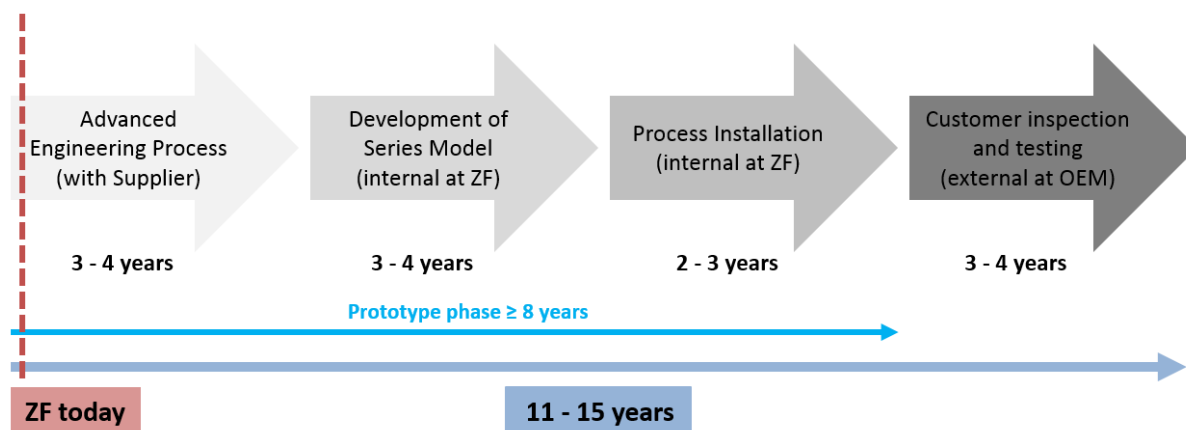 Advanced
Engineering Process
(with Supplier)
Development of
Series Model
(internal at ZF)
Process Installation
(internal at ZF)
Customer inspection
and testing
(external at OEM)
3 - 4 years
3 - 4 years
2 - 3 years
3 - 4 years
Prototype phase ≥ 8 years
ZF today
11 - 15 years